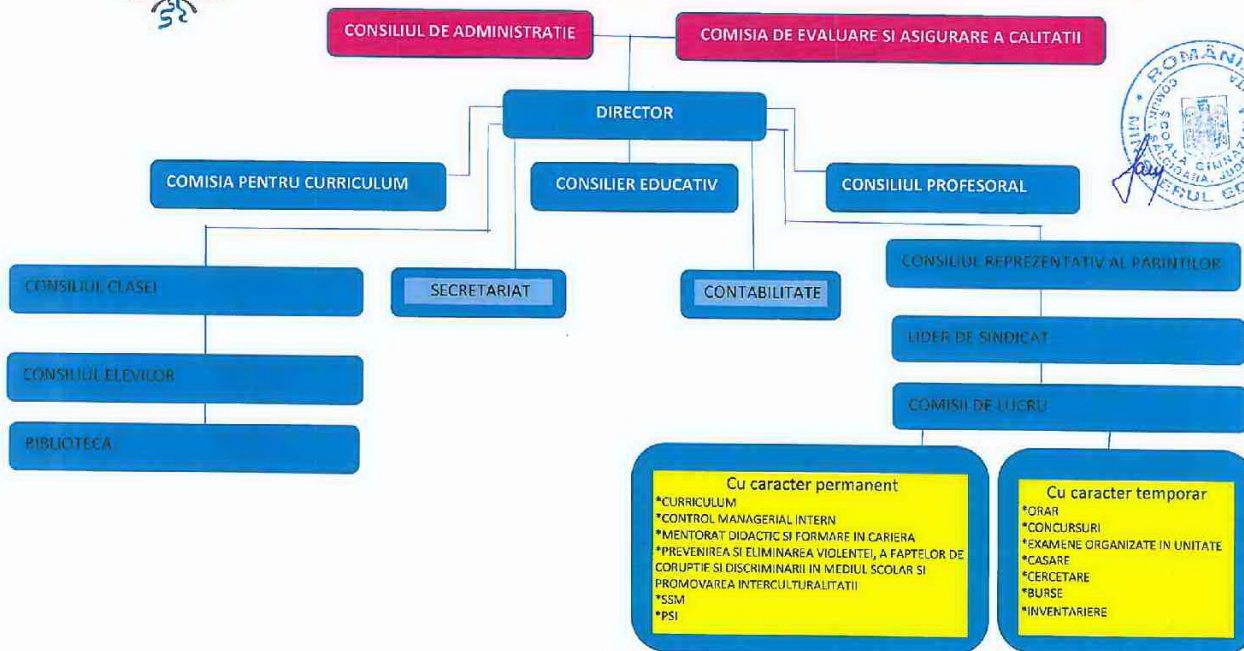 CONSILIUL DE ADMINISTRATIE
COMISIA DE EVALUARE SI ASIGURARE A CALITATII
DIRECTOR
COMISIA PENTRU CURRICULUM
CONSILIER EDUCATIV
CONSILIUL PROFESORAL
CONSILIUL CLASEI
SECRETARIAT
CONTABILITATE
CONSILIUL REPREZENTATIV AL PARINTILOR
LIDER DE SINDICAT
CONSILIUL ELEVILOR
COMISII DE LUCRU
BIBLIOTECA
Cu caracter permanent
*CURRICULUM
*CONTROL MANAGERIAL INTERN
*MENTORAT DIDACTIC SI FORMARE IN CARIERA
*PREVENIREA SI ELIMINAREA VIOLENTEI, A FAPTELOR DE
CORUPTIE SI DISCRIMINARII IN MEDIUL SCOLAR SI
PROMOVAREA INTERCULTURALITATII
*SSM
*PSI
Cu caracter temporar
*ORAR
*CONCURSURI
*EXAMENE ORGANIZATE IN UNITATE
*CASARE
*CERCETARE
*BURSE
*INVENTARIERE